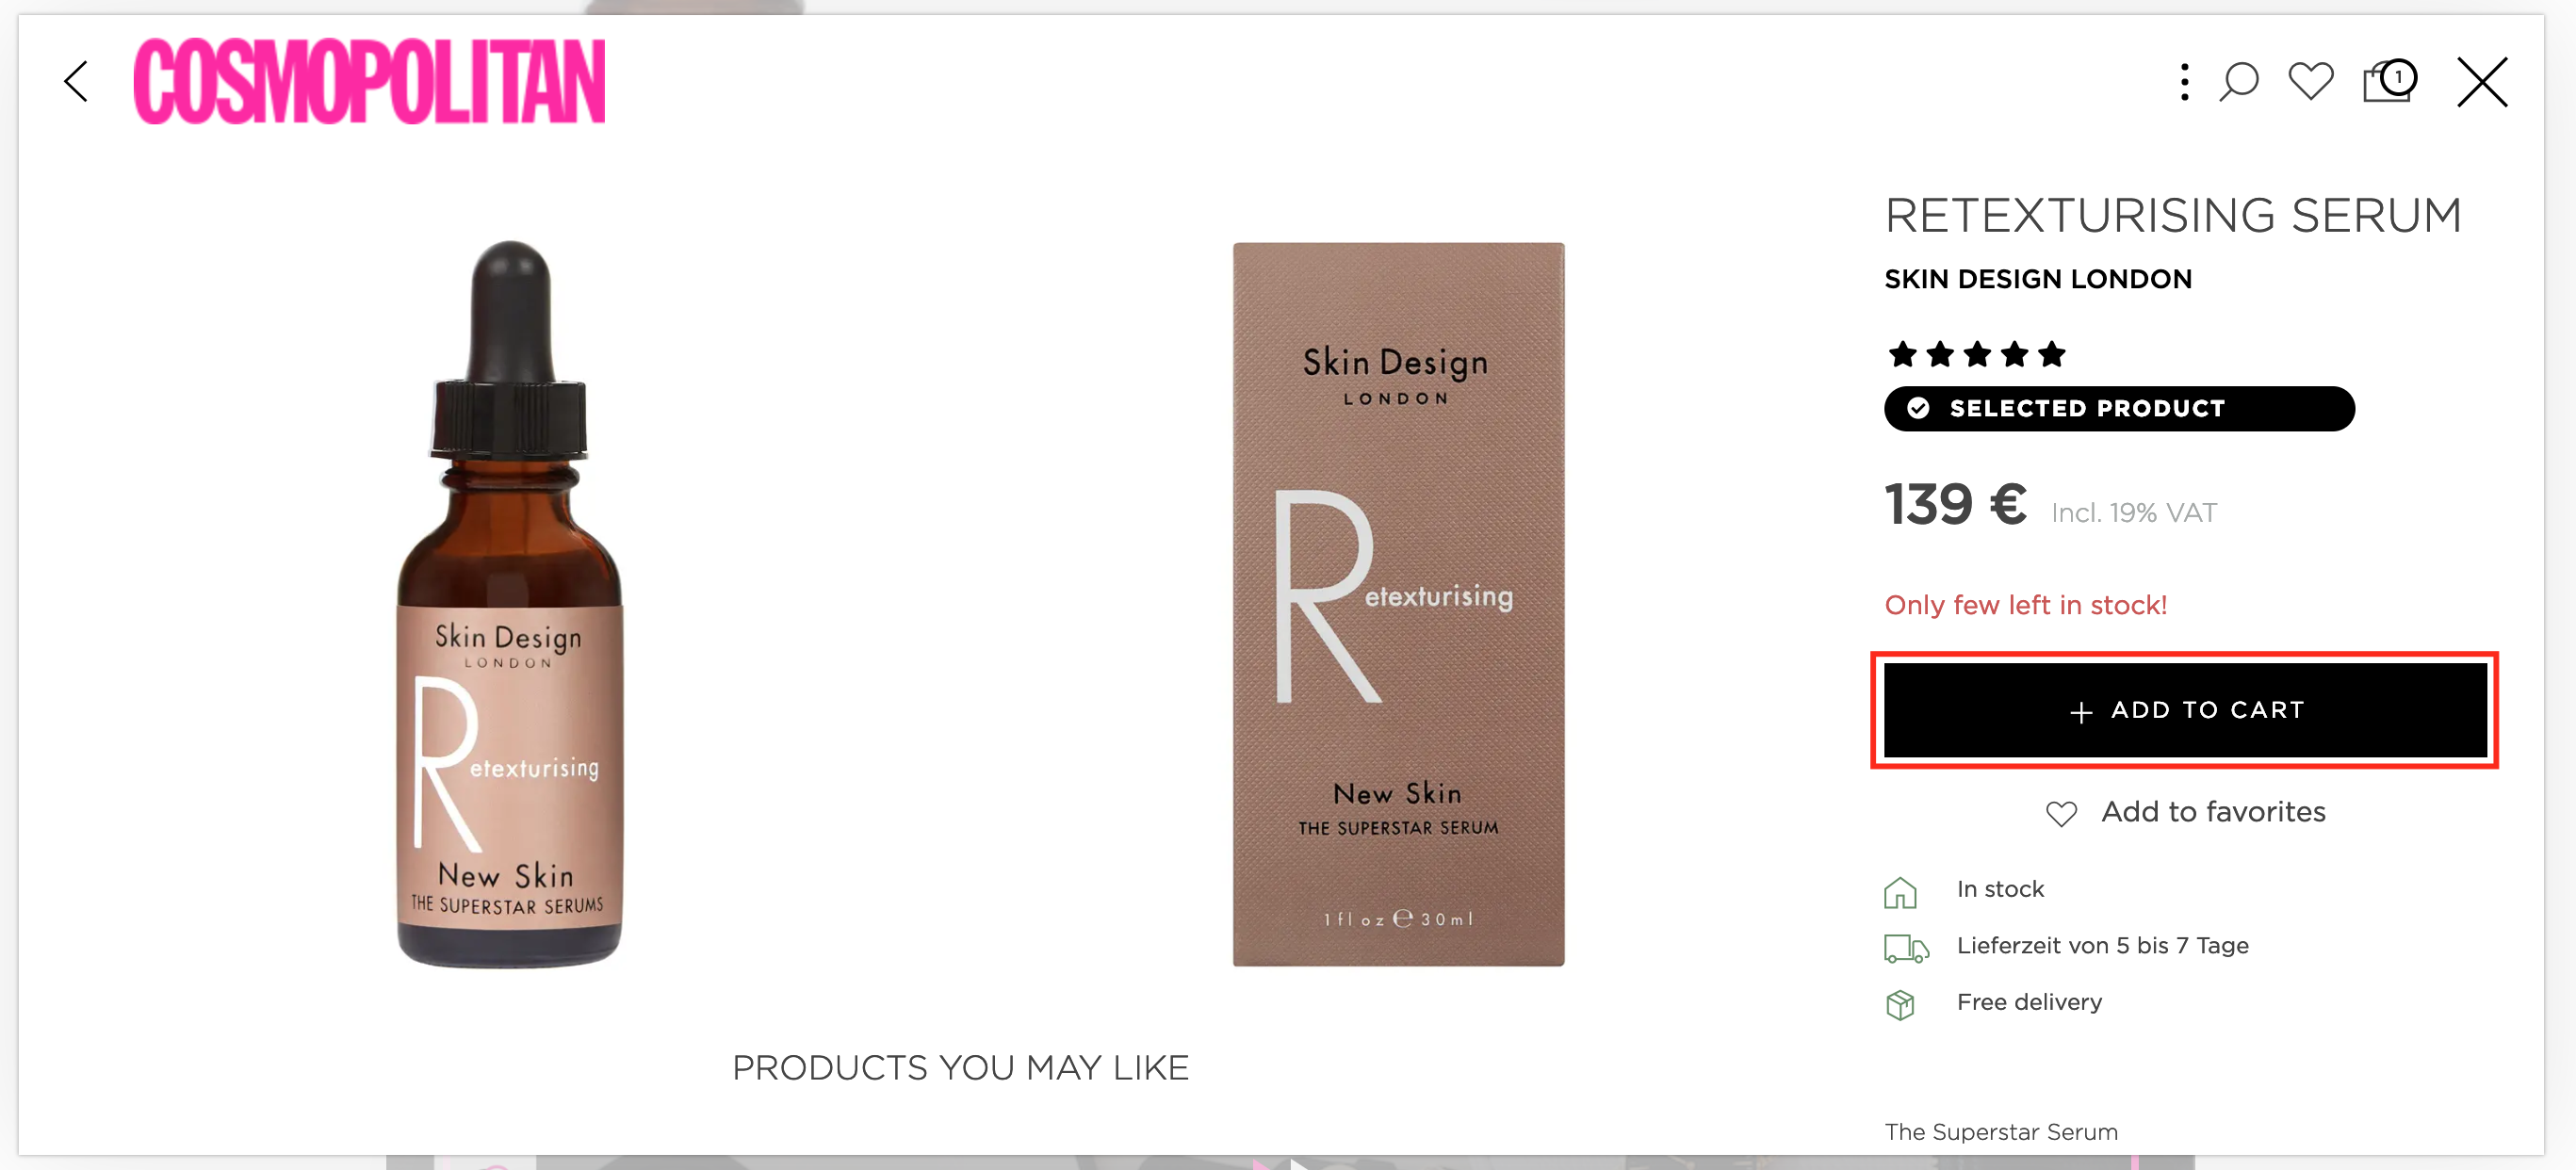 COSMOPOLITAN
1
RETEXTURISING SERUM
SKIN DESIGN LONDON
SELECTED PRODUCT
139 € Incl. 19% VAT
Only few left in stock!
+ ADD TO CART
Add to favorites
In stock
Lieferzeit von 5 bis 7 Tage
Free delivery
The Superstar Serum
Skin Design
LONDON
Retexturising
New Skin
THE SUPERSTAR SERUMS
Skin Design
LONDON
Retexturising
New Skin
THE SUPERSTAR SERUM
1 fl oz ℮ 30ml
PRODUCTS YOU MAY LIKE